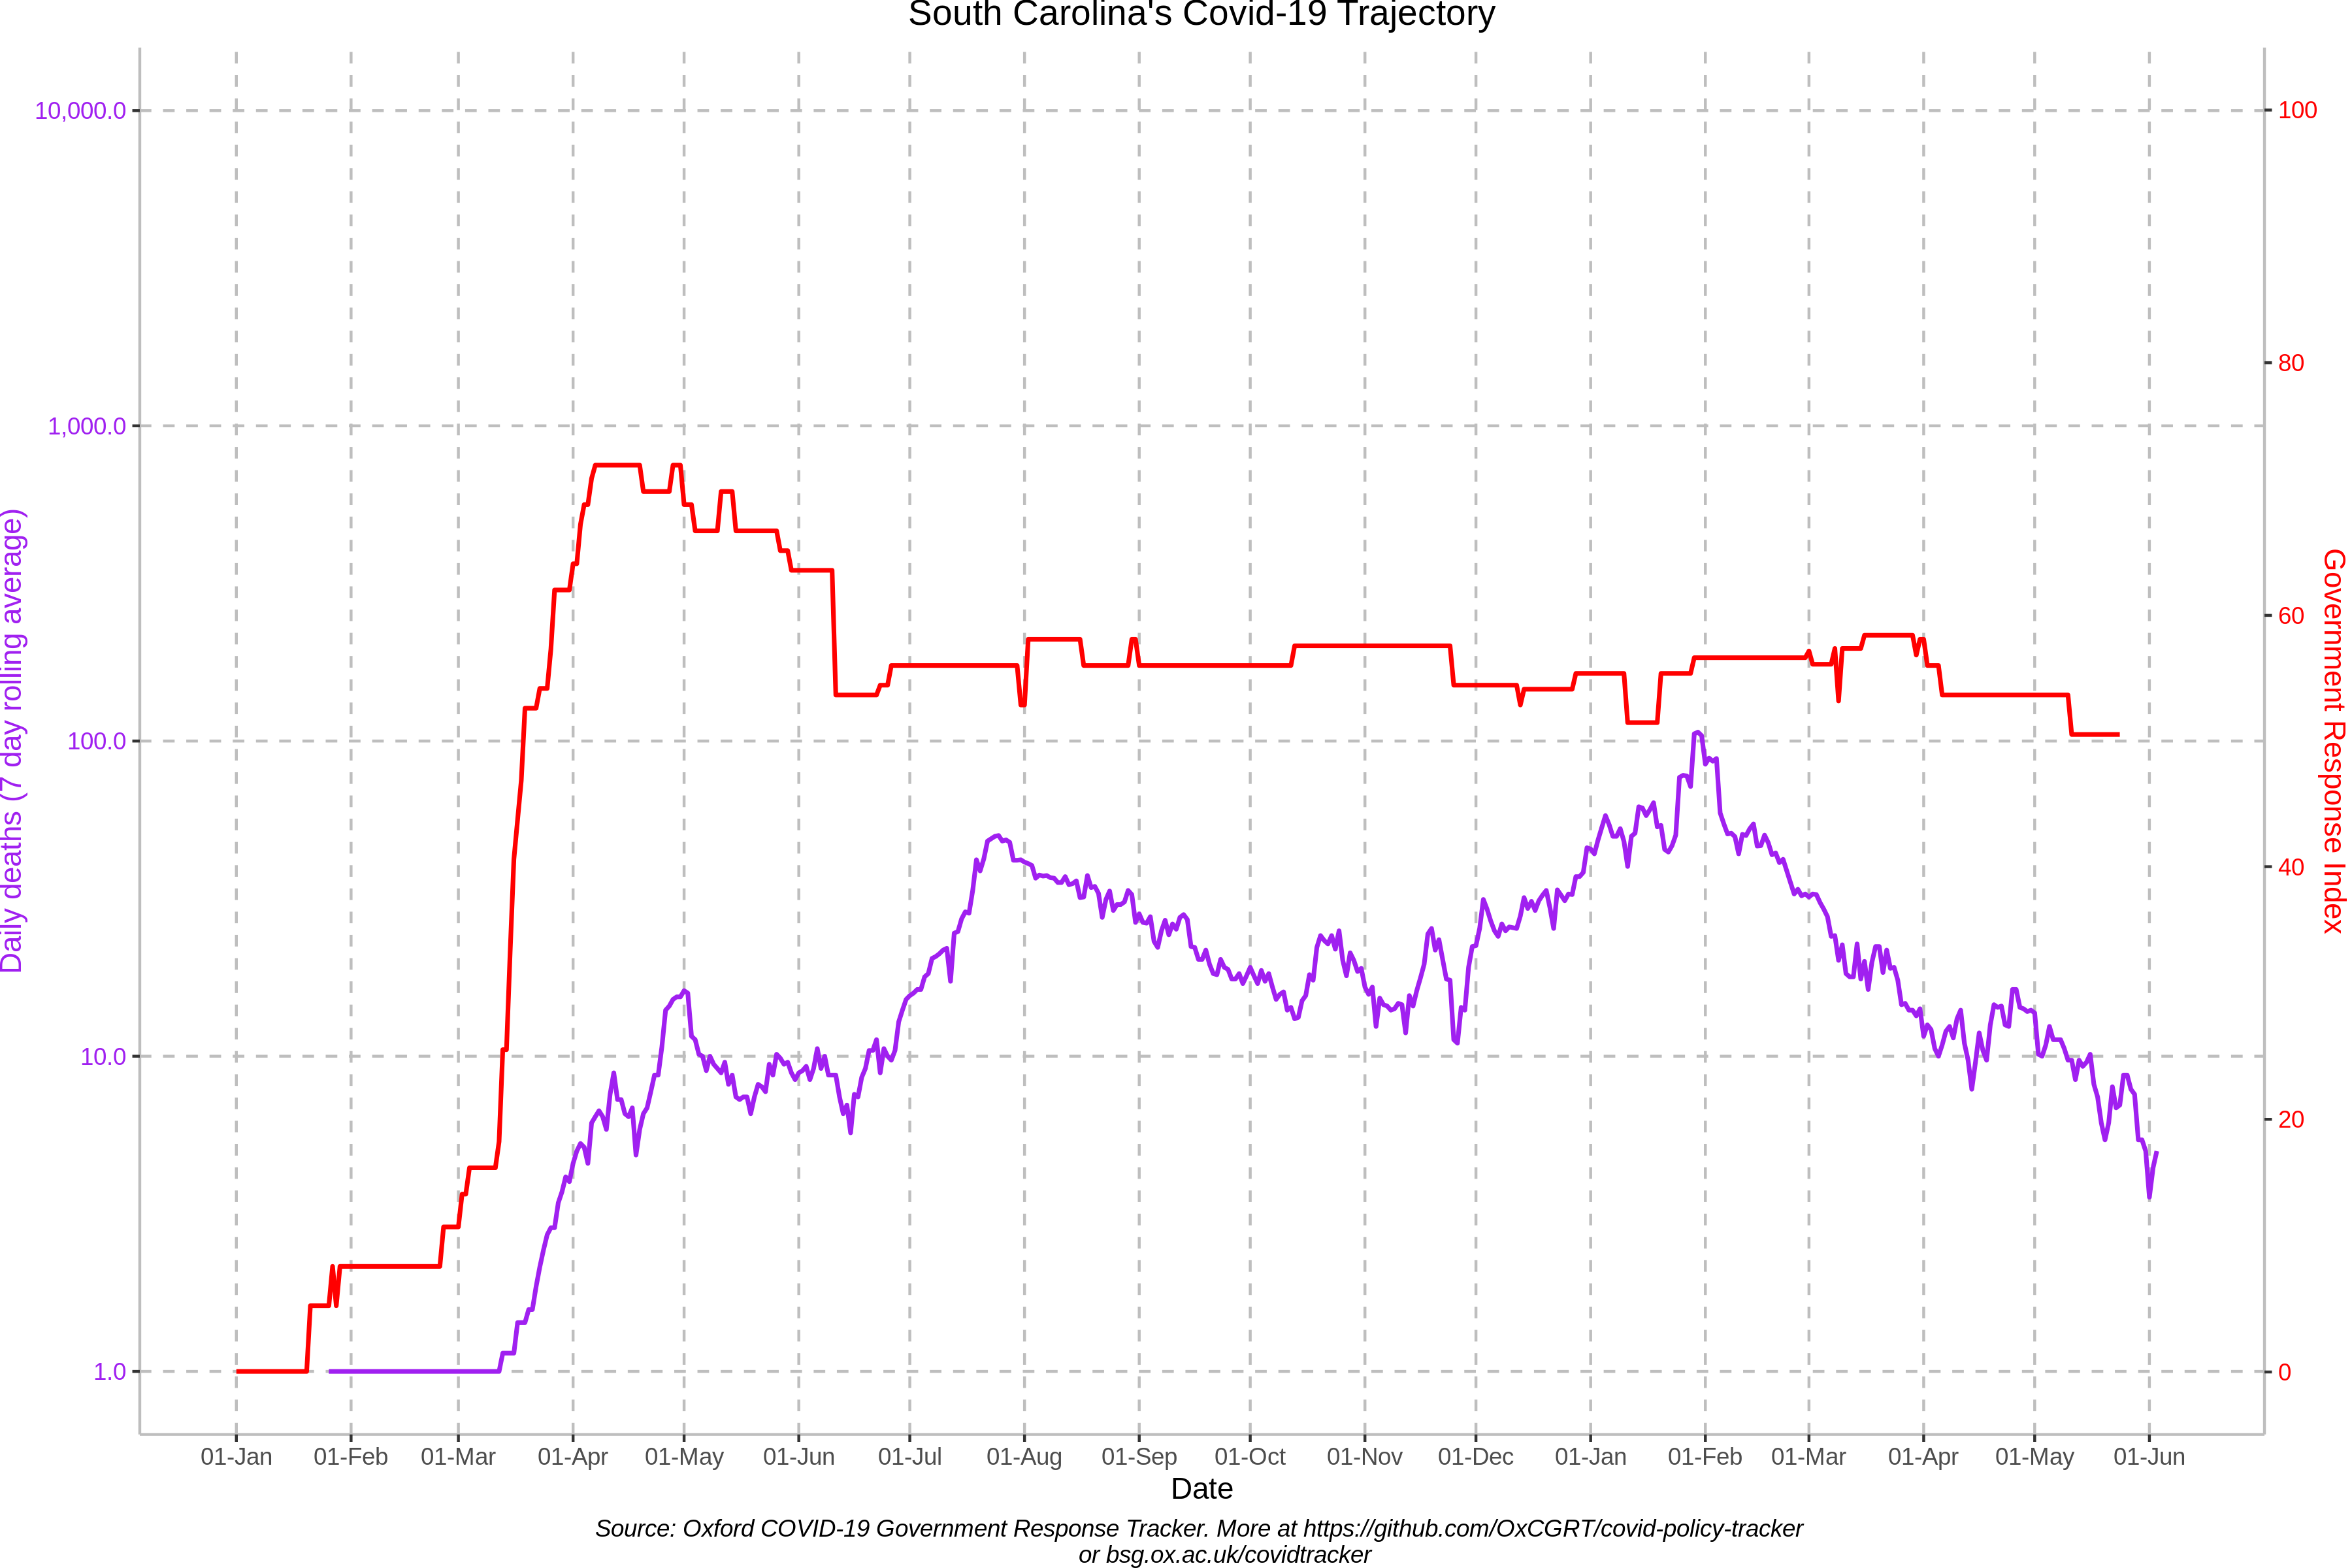 South Carolina's Covid-19 Trajectory
10,000.0
1,000.0
100.0
10.0
1.0
Daily deaths (7 day rolling average)
100
80
60
40
20
0
Government Response Index
01-Jan 01-Feb 01-Mar 01-Apr 01-May 01-Jun 01-Jul 01-Aug 01-Sep 01-Oct 01-Nov 01-Dec 01-Jan 01-Feb 01-Mar 01-Apr 01-May 01-Jun
Date
Source: Oxford COVID-19 Government Response Tracker. More at https://github.com/OxCGRT/covid-policy-tracker
or bsg.ox.ac.uk/covidtracker